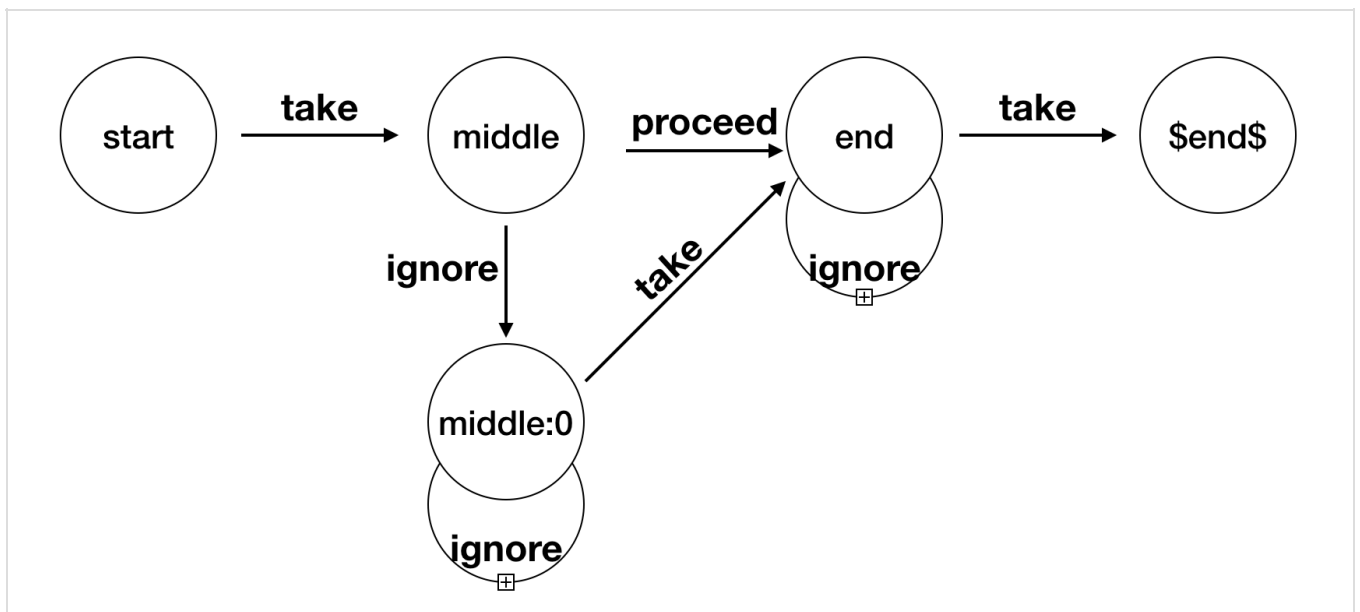 start
take
middle
proceed
end
take
$end$
ignore
take
ignore
middle:0
ignore